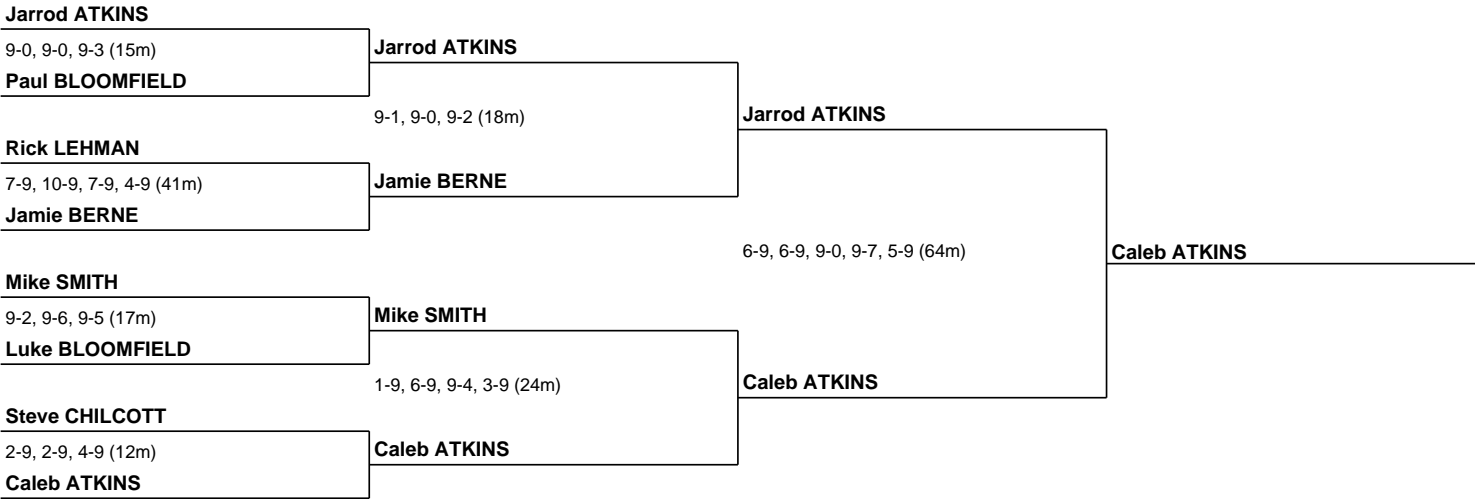 Jarrod ATKINS
9-0, 9-0, 9-3 (15m)
Paul BLOOMFIELD
Rick LEHMAN
7-9, 10-9, 7-9, 4-9 (41m)
Jamie BERNE
Mike SMITH
9-2, 9-6, 9-5 (17m)
Luke BLOOMFIELD
Steve CHILCOTT
2-9, 2-9, 4-9 (12m)
Caleb ATKINS
Jarrod ATKINS
9-1, 9-0, 9-2 (18m)
Jamie BERNE
Mike SMITH
1-9, 6-9, 9-4, 3-9 (24m)
Caleb ATKINS
Jarrod ATKINS
6-9, 6-9, 9-0, 9-7, 5-9 (64m)
Caleb ATKINS
Caleb ATKINS